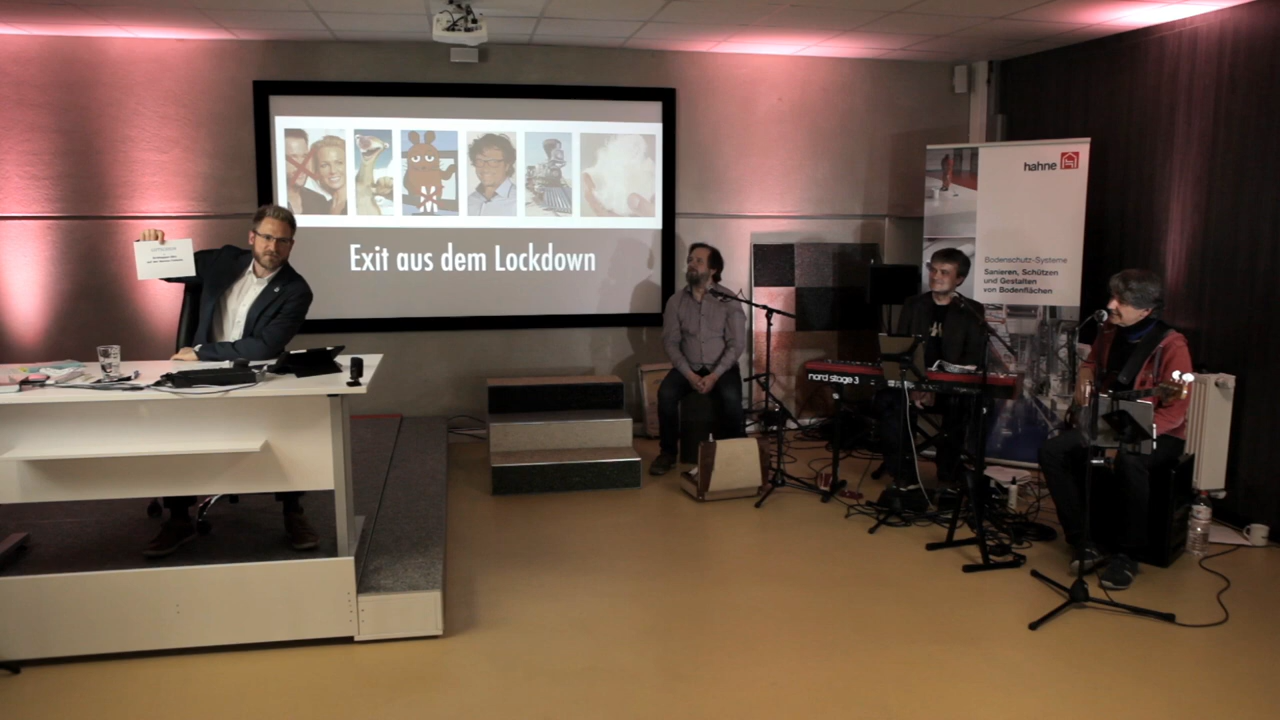 Exit aus dem Lockdown
hahne
Bodenschutz-Systeme
Sanieren, Schützen
und Gestalten
von Bodenflächen
nord stage 3